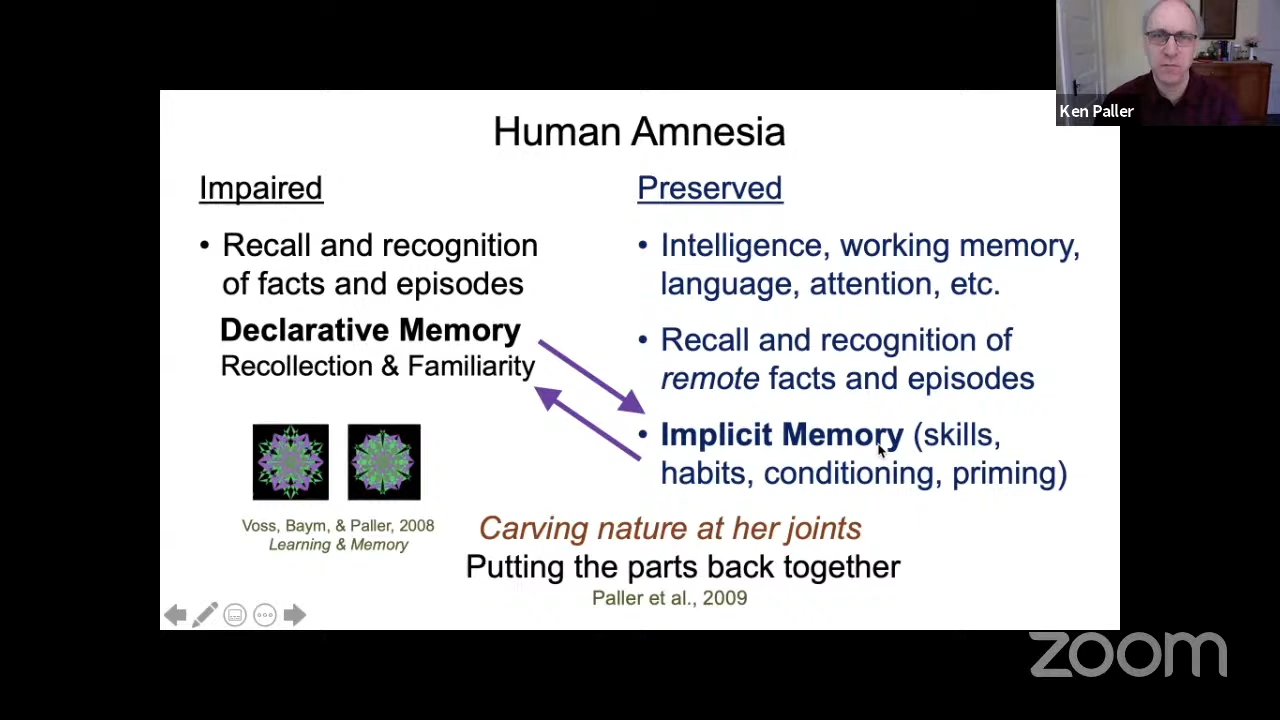 Ken Paller
Human Amnesia
Impaired
• Recall and recognition
of facts and episodes
Declarative Memory
Recollection & Familiarity
Voss, Baym, & Paller, 2008
Learning & Memory
Preserved
• Intelligence, working memory,
language, attention, etc.
• Recall and recognition of
remote facts and episodes
• Implicit Memory (skills,
habits, conditioning, priming)
Carving nature at her joints
Putting the parts back together
Paller et al., 2009
zoom